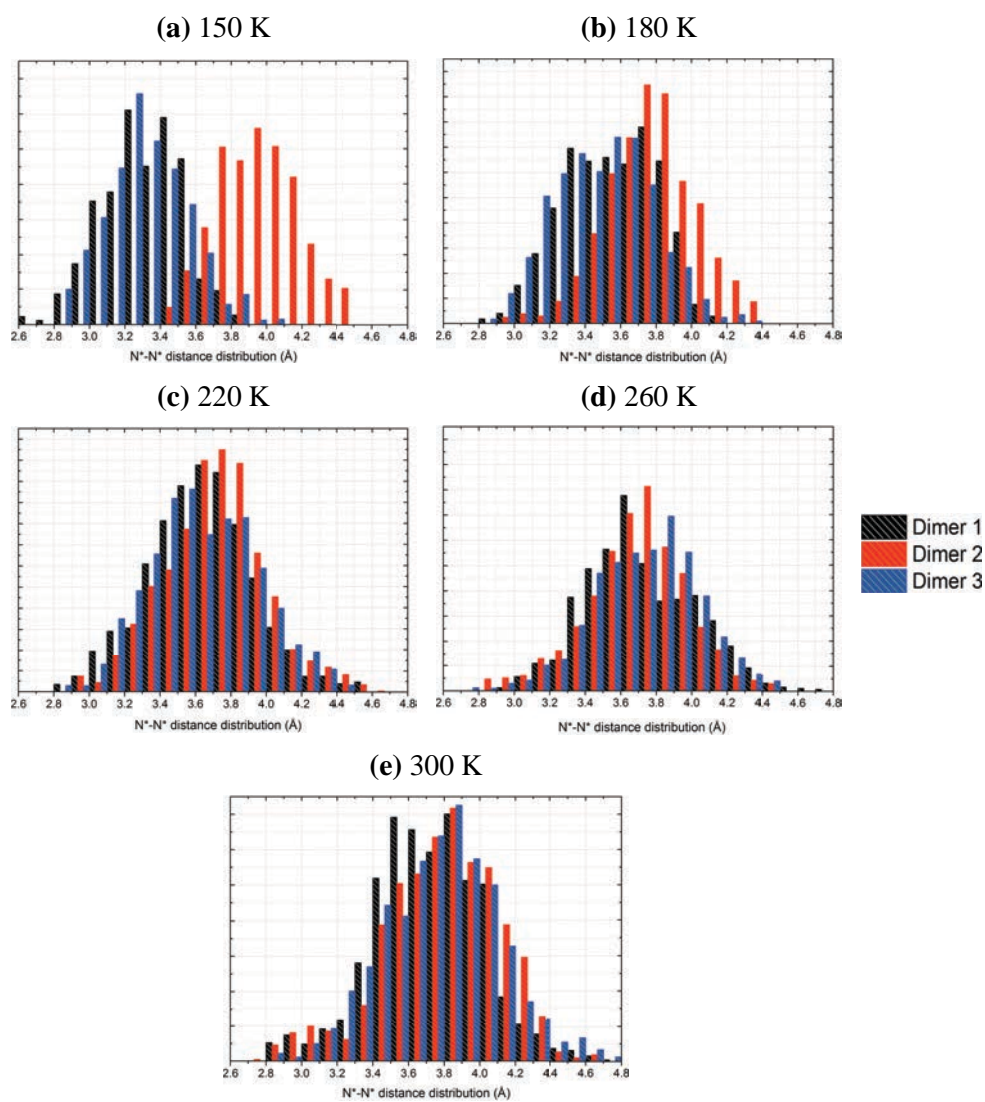 (a) 150 K
(b) 180 K
2.6 2.8 3.0 3.2 3.4 3.6 3.8 4.0 4.2 4.4 4.6 4.8
N*-N* distance distribution (Å)
2.6 2.8 3.0 3.2 3.4 3.6 3.8 4.0 4.2 4.4 4.6 4.8
N*-N* distance distribution (Å)
(c) 220 K
(d) 260 K
2.6 2.8 3.0 3.2 3.4 3.6 3.8 4.0 4.2 4.4 4.6 4.8
N*-N* distance distribution (Å)
2.6 2.8 3.0 3.2 3.4 3.6 3.8 4.0 4.2 4.4 4.6 4.8
N*-N* distance distribution (Å)
Dimer 1
Dimer 2
Dimer 3
(e) 300 K
2.6 2.8 3.0 3.2 3.4 3.6 3.8 4.0 4.2 4.4 4.6 4.8
N*-N* distance distribution (Å)